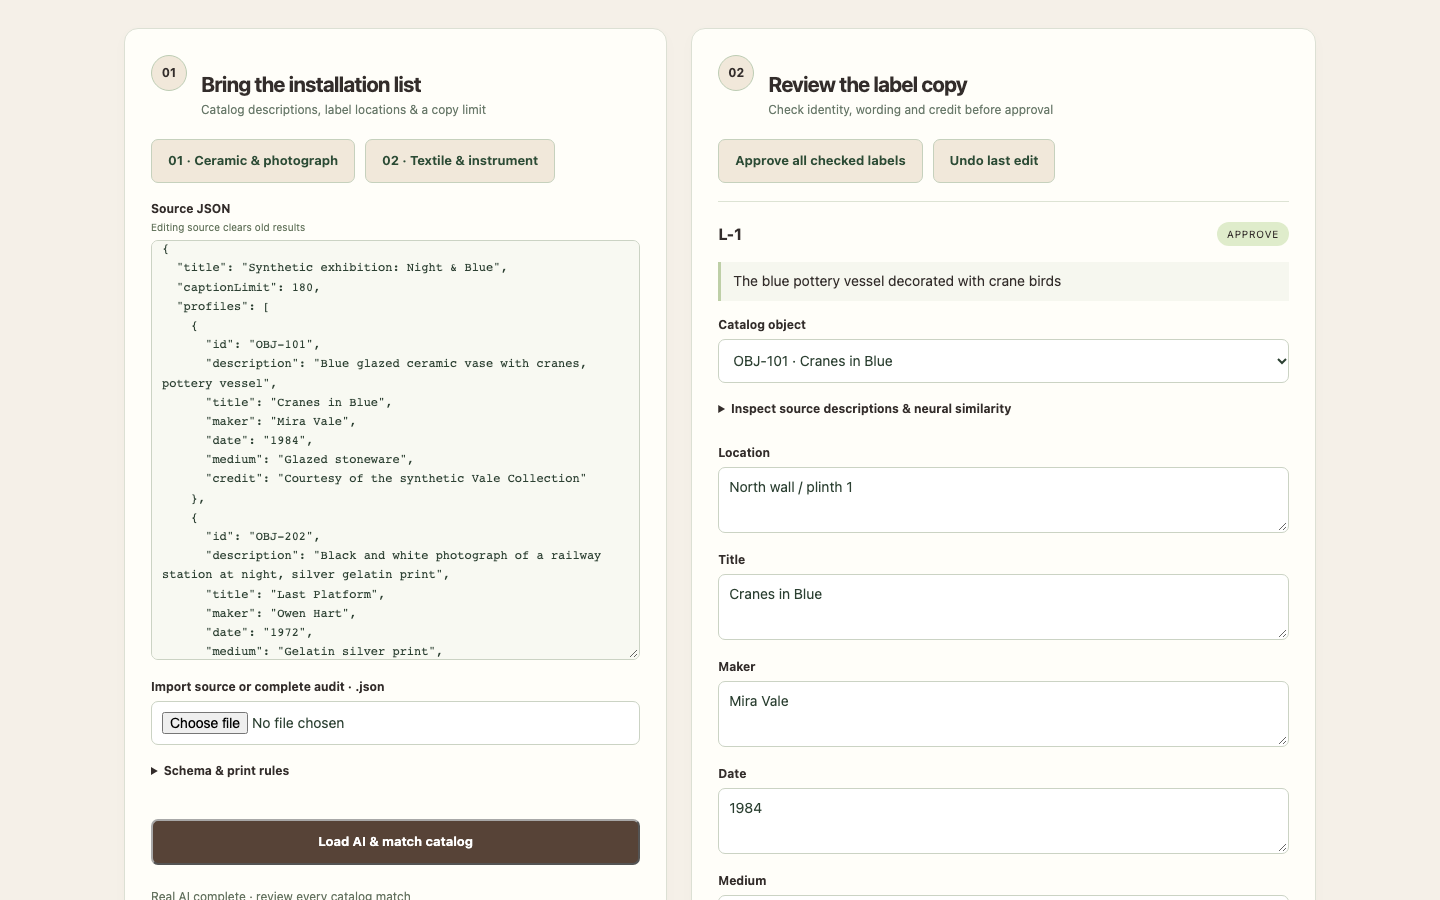 01
Bring the installation list
Catalog descriptions, label locations & a copy limit
01 · Ceramic & photograph
02 · Textile & instrument
Source JSON
Editing source clears old results
{
"title": "Synthetic exhibition: Night & Blue",
"captionLimit": 180,
"profiles": [
{
"id": "OBJ-101",
"description": "Blue glazed ceramic vase with cranes,
pottery vessel",
"title": "Cranes in Blue",
"maker": "Mira Vale",
"date": "1984",
"medium": "Glazed stoneware",
"credit": "Courtesy of the synthetic Vale Collection"
},
{
"id": "OBJ-202",
"description": "Black and white photograph of a railway
station at night, silver gelatin print",
"title": "Last Platform",
"maker": "Owen Hart",
"date": "1972",
"medium": "Gelatin silver print",
Import source or complete audit · .json
Choose file No file chosen
Schema & print rules
Load AI & match catalog
Real AI complete · review every catalog match
02
Review the label copy
Check identity, wording and credit before approval
Approve all checked labels
Undo last edit
L-1
APPROVE
The blue pottery vessel decorated with crane birds
Catalog object
OBJ-101 · Cranes in Blue
Inspect source descriptions & neural similarity
Location
North wall / plinth 1
Title
Cranes in Blue
Maker
Mira Vale
Date
1984
Medium